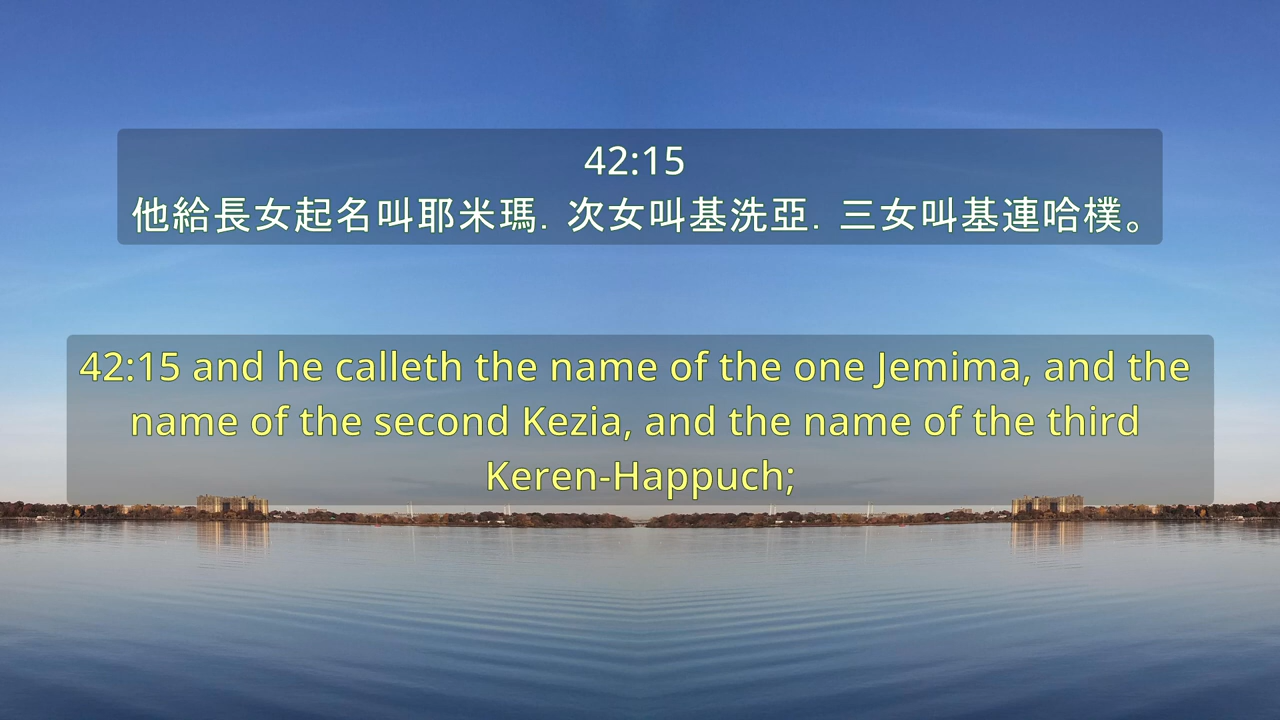 42:15
他給長女起名叫耶米瑪. 次女叫基洗亞. 三女叫基連哈樸。
42:15 and he calleth the name of the one Jemima, and the
name of the second Kezia, and the name of the third
Keren-Happuch;